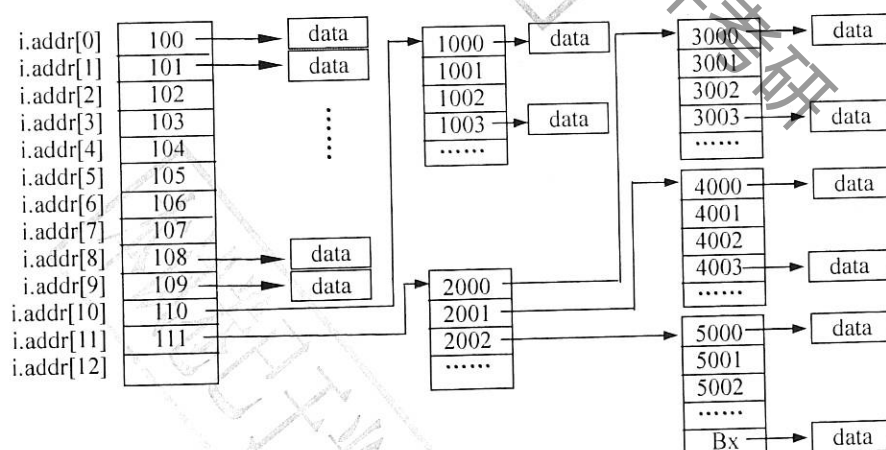 i.addr[0] 100 data 1000 data 3000 data
i.addr[1] 101 data 1001 3001
i.addr[2] 102 1002 3002
i.addr[3] 103 1003 data 3003 data
i.addr[4] 104 ...... ......
i.addr[5] 105 4000 data
i.addr[6] 106 4001
i.addr[7] 107 4002
i.addr[8] 108 data 4003 data
i.addr[9] 109 data 2000 ......
i.addr[10] 110 2001
i.addr[11] 111 2002 5000 data
i.addr[12] ...... 5001
5002
......
Bx data
考研